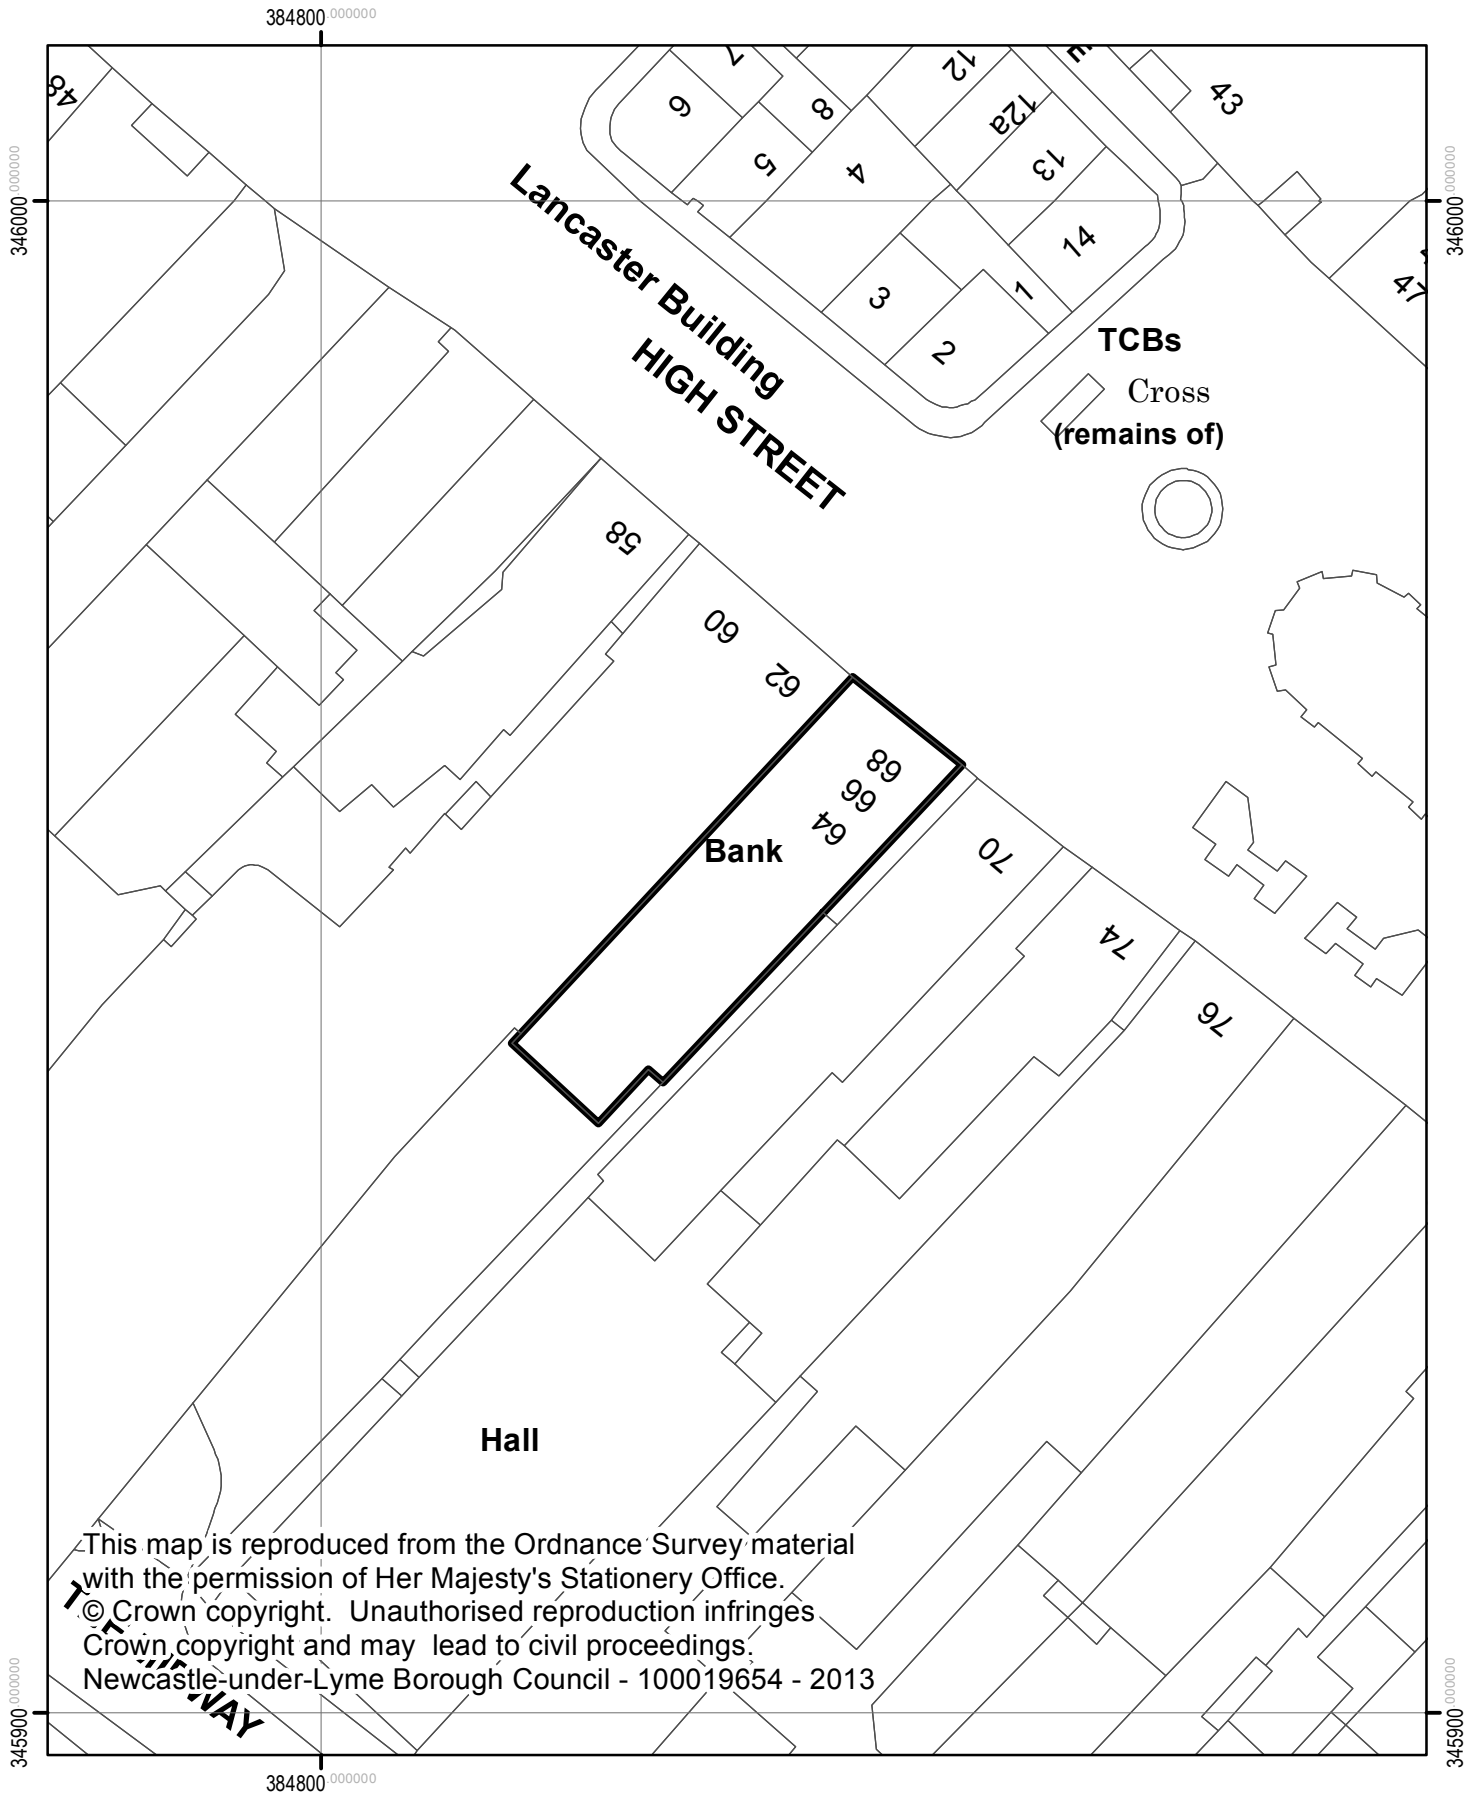 384800.000000
346000.000000
346000.000000
48
7
6
8
5
4
12
12a
13
14
43
47
3
2
1
E
Lancaster Building
HIGH STREET
TCBs
Cross
(remains of)
58
60
62
68
66
64
Bank
70
74
76
Hall
This map is reproduced from the Ordnance Survey material
with the permission of Her Majesty's Stationery Office.
© Crown copyright.  Unauthorised reproduction infringes
Crown copyright and may  lead to civil proceedings.
Newcastle-under-Lyme Borough Council - 100019654 - 2013
345900.000000
345900.000000
384800.000000